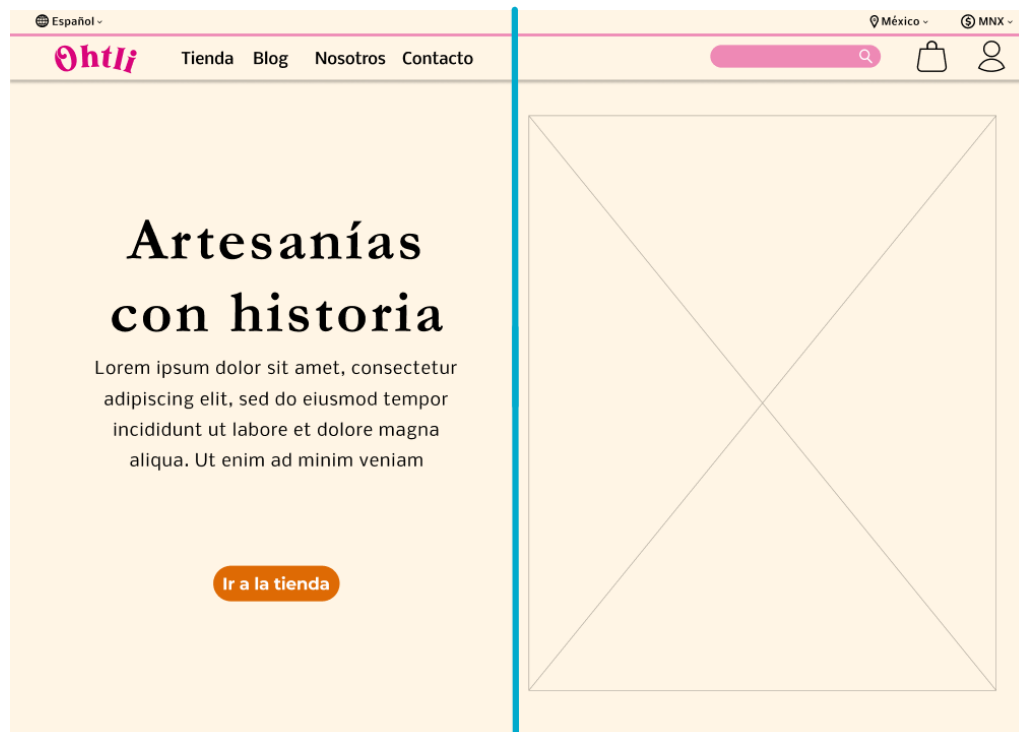 Español
México
MNX
Ohtli
Tienda
Blog
Nosotros
Contacto
Artesanías
con historia
Lorem ipsum dolor sit amet, consectetur
adipiscing elit, sed do eiusmod tempor
incididunt ut labore et dolore magna
aliqua. Ut enim ad minim veniam
Ir a la tienda